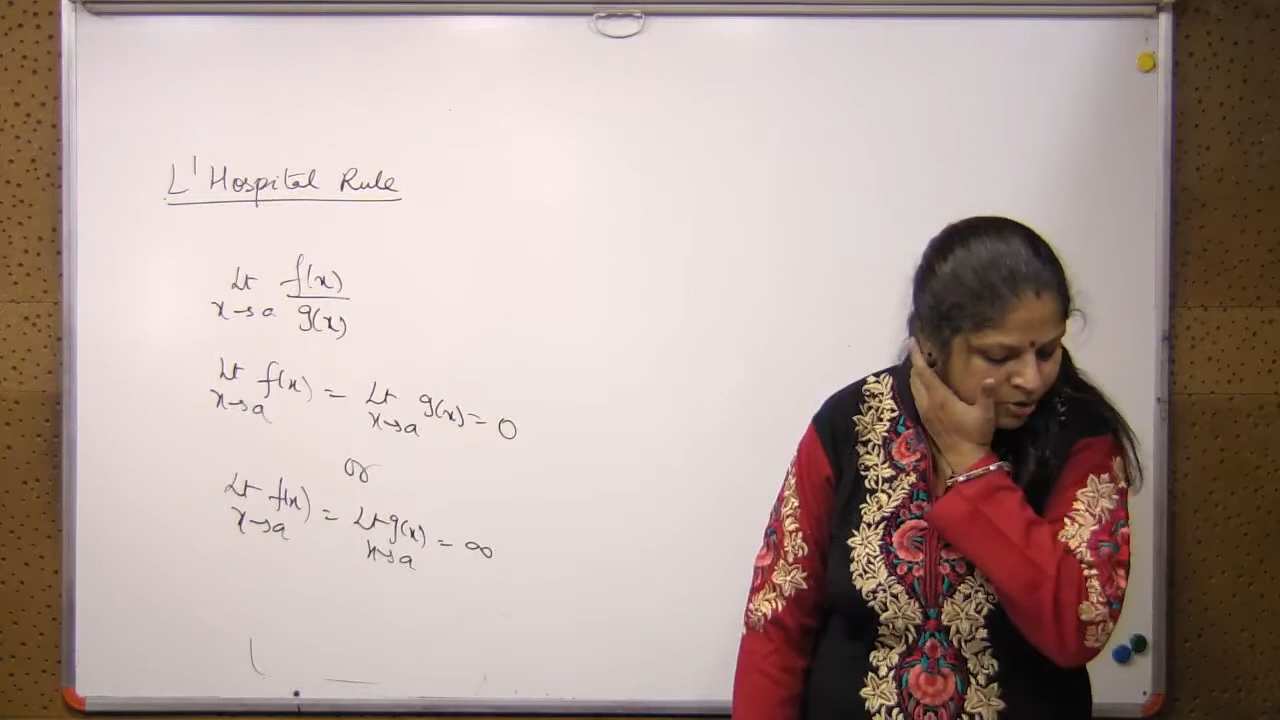 L'Hospital Rule
Lt f(x)
x→a g(x)
Lt f(x) = Lt g(x) = 0
x→a x→a
or
Lt f(x) = Lt g(x) = ∞
x→a x→a